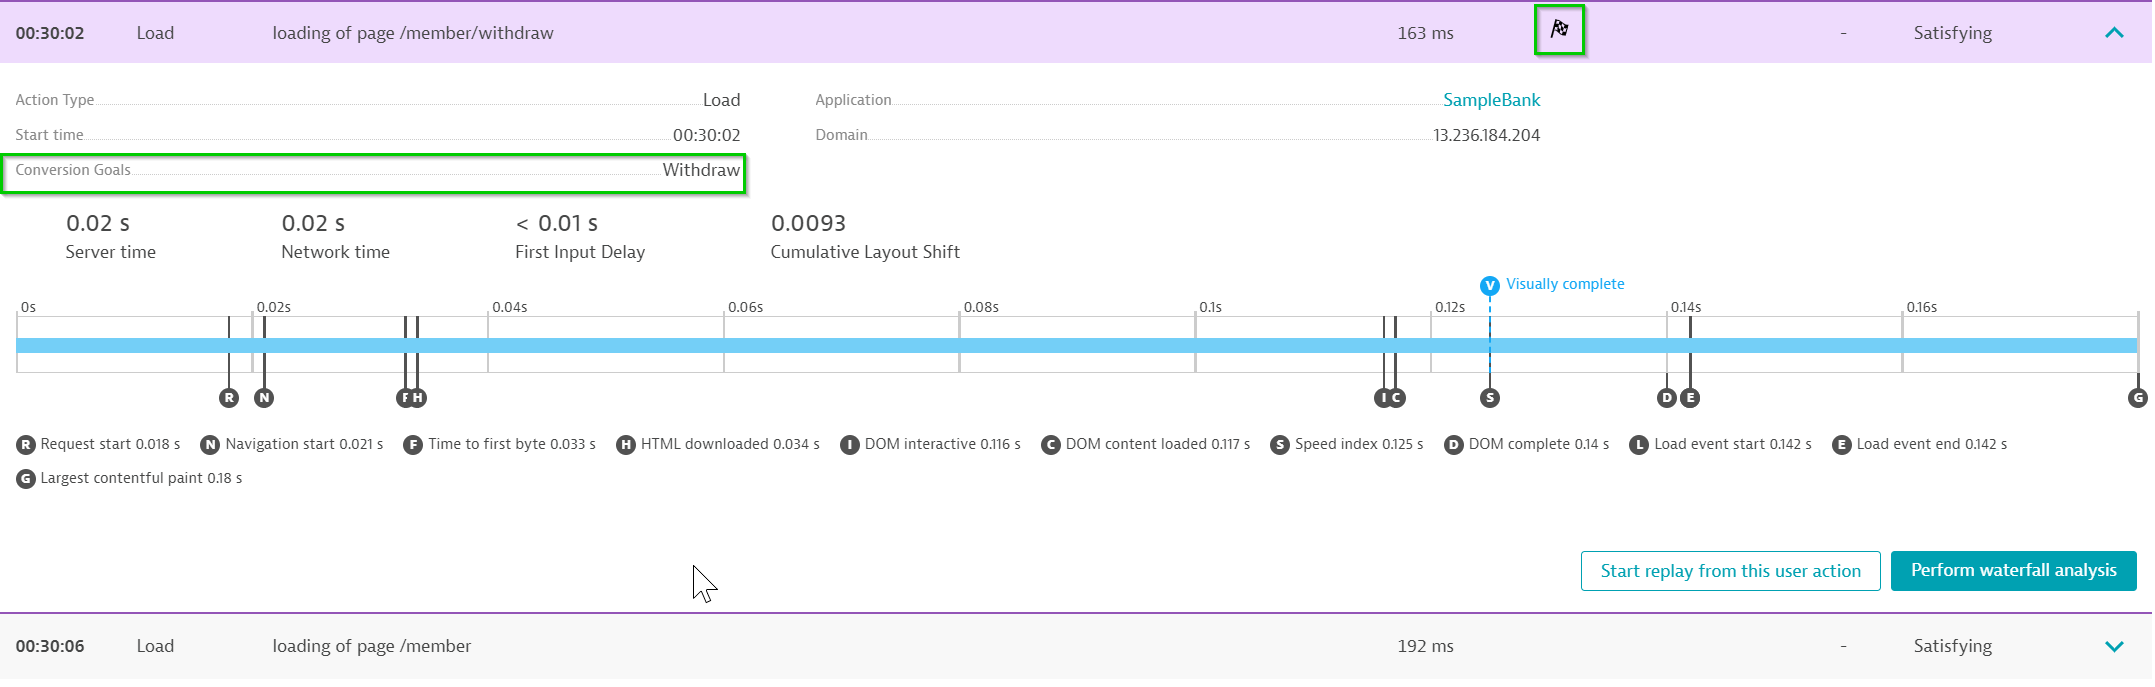 00:30:02 Load loading of page /member/withdraw 163 ms - Satisfying
Action Type Load Application SampleBank
Start time 00:30:02 Domain 13.236.184.204
Conversion Goals Withdraw
0.02 s 0.02 s < 0.01 s 0.0093
Server time Network time First Input Delay Cumulative Layout Shift
V Visually complete
0s 0.02s 0.04s 0.06s 0.08s 0.1s 0.12s 0.14s 0.16s
R N F H I C S D E G
R Request start 0.018 s N Navigation start 0.021 s F Time to first byte 0.033 s H HTML downloaded 0.034 s I DOM interactive 0.116 s C DOM content loaded 0.117 s S Speed index 0.125 s D DOM complete 0.14 s L Load event start 0.142 s E Load event end 0.142 s
G Largest contentful paint 0.18 s
Start replay from this user action Perform waterfall analysis
00:30:06 Load loading of page /member 192 ms - Satisfying